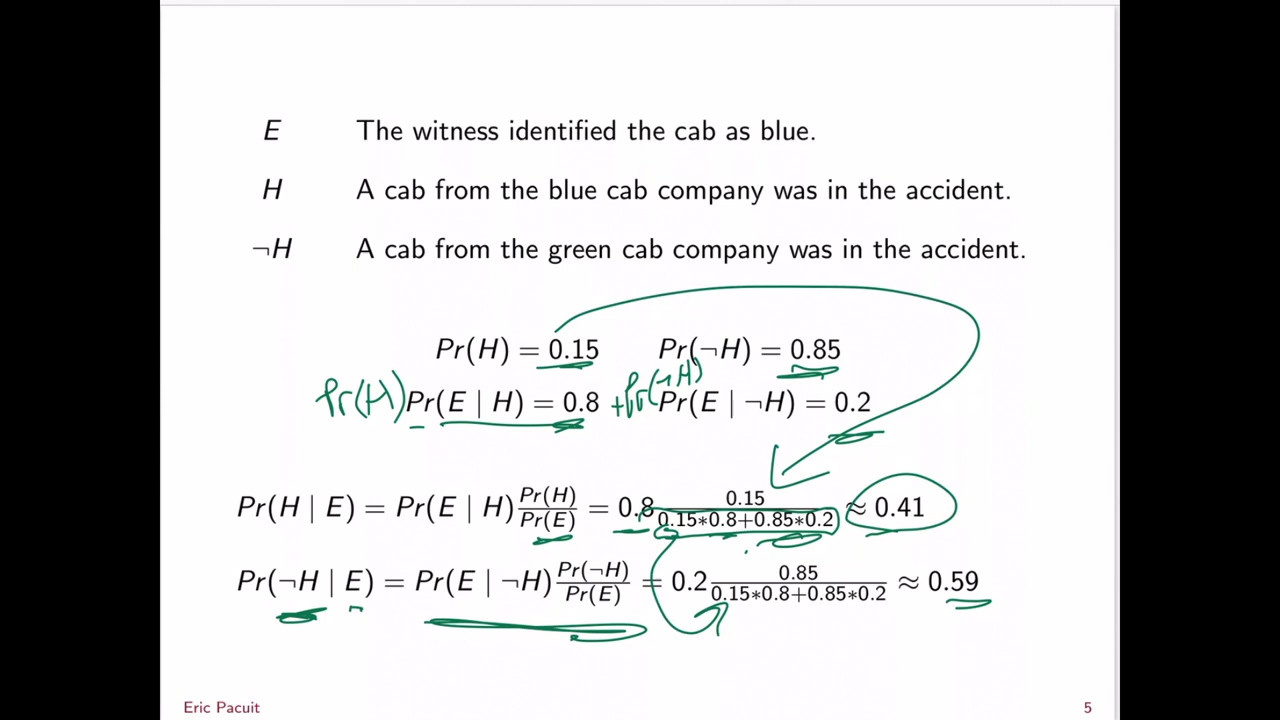 E The witness identified the cab as blue.
H A cab from the blue cab company was in the accident.
¬H A cab from the green cab company was in the accident.
Pr(H) = 0.15 Pr(¬H) = 0.85
Pr(H) Pr(E | H) = 0.8 +Pr(¬H) Pr(E | ¬H) = 0.2
Pr(H | E) = Pr(E | H) Pr(H)/Pr(E) = 0.8 0.15/0.15*0.8+0.85*0.2 ≈ 0.41
Pr(¬H | E) = Pr(E | ¬H) Pr(¬H)/Pr(E) = 0.2 0.85/0.15*0.8+0.85*0.2 ≈ 0.59
Eric Pacuit 5